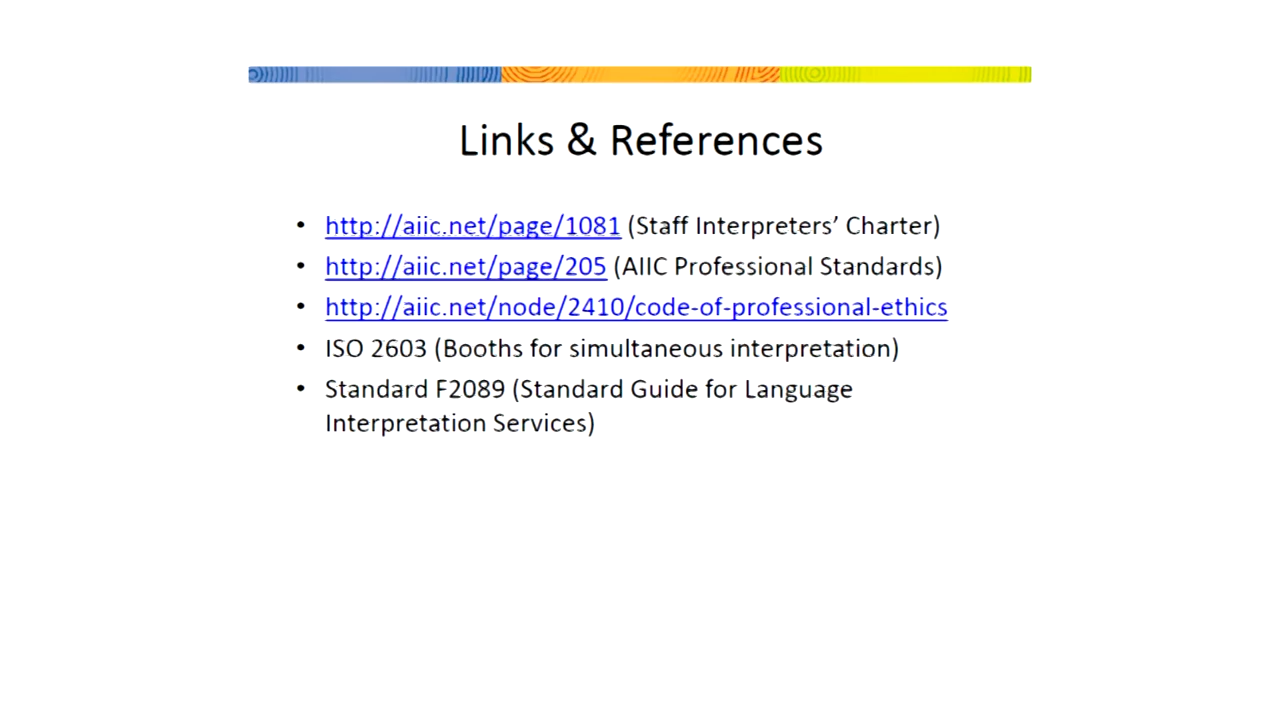 Links & References
• http://aiic.net/page/1081 (Staff Interpreters’ Charter)
• http://aiic.net/page/205 (AIIC Professional Standards)
• http://aiic.net/node/2410/code-of-professional-ethics
• ISO 2603 (Booths for simultaneous interpretation)
• Standard F2089 (Standard Guide for Language
Interpretation Services)